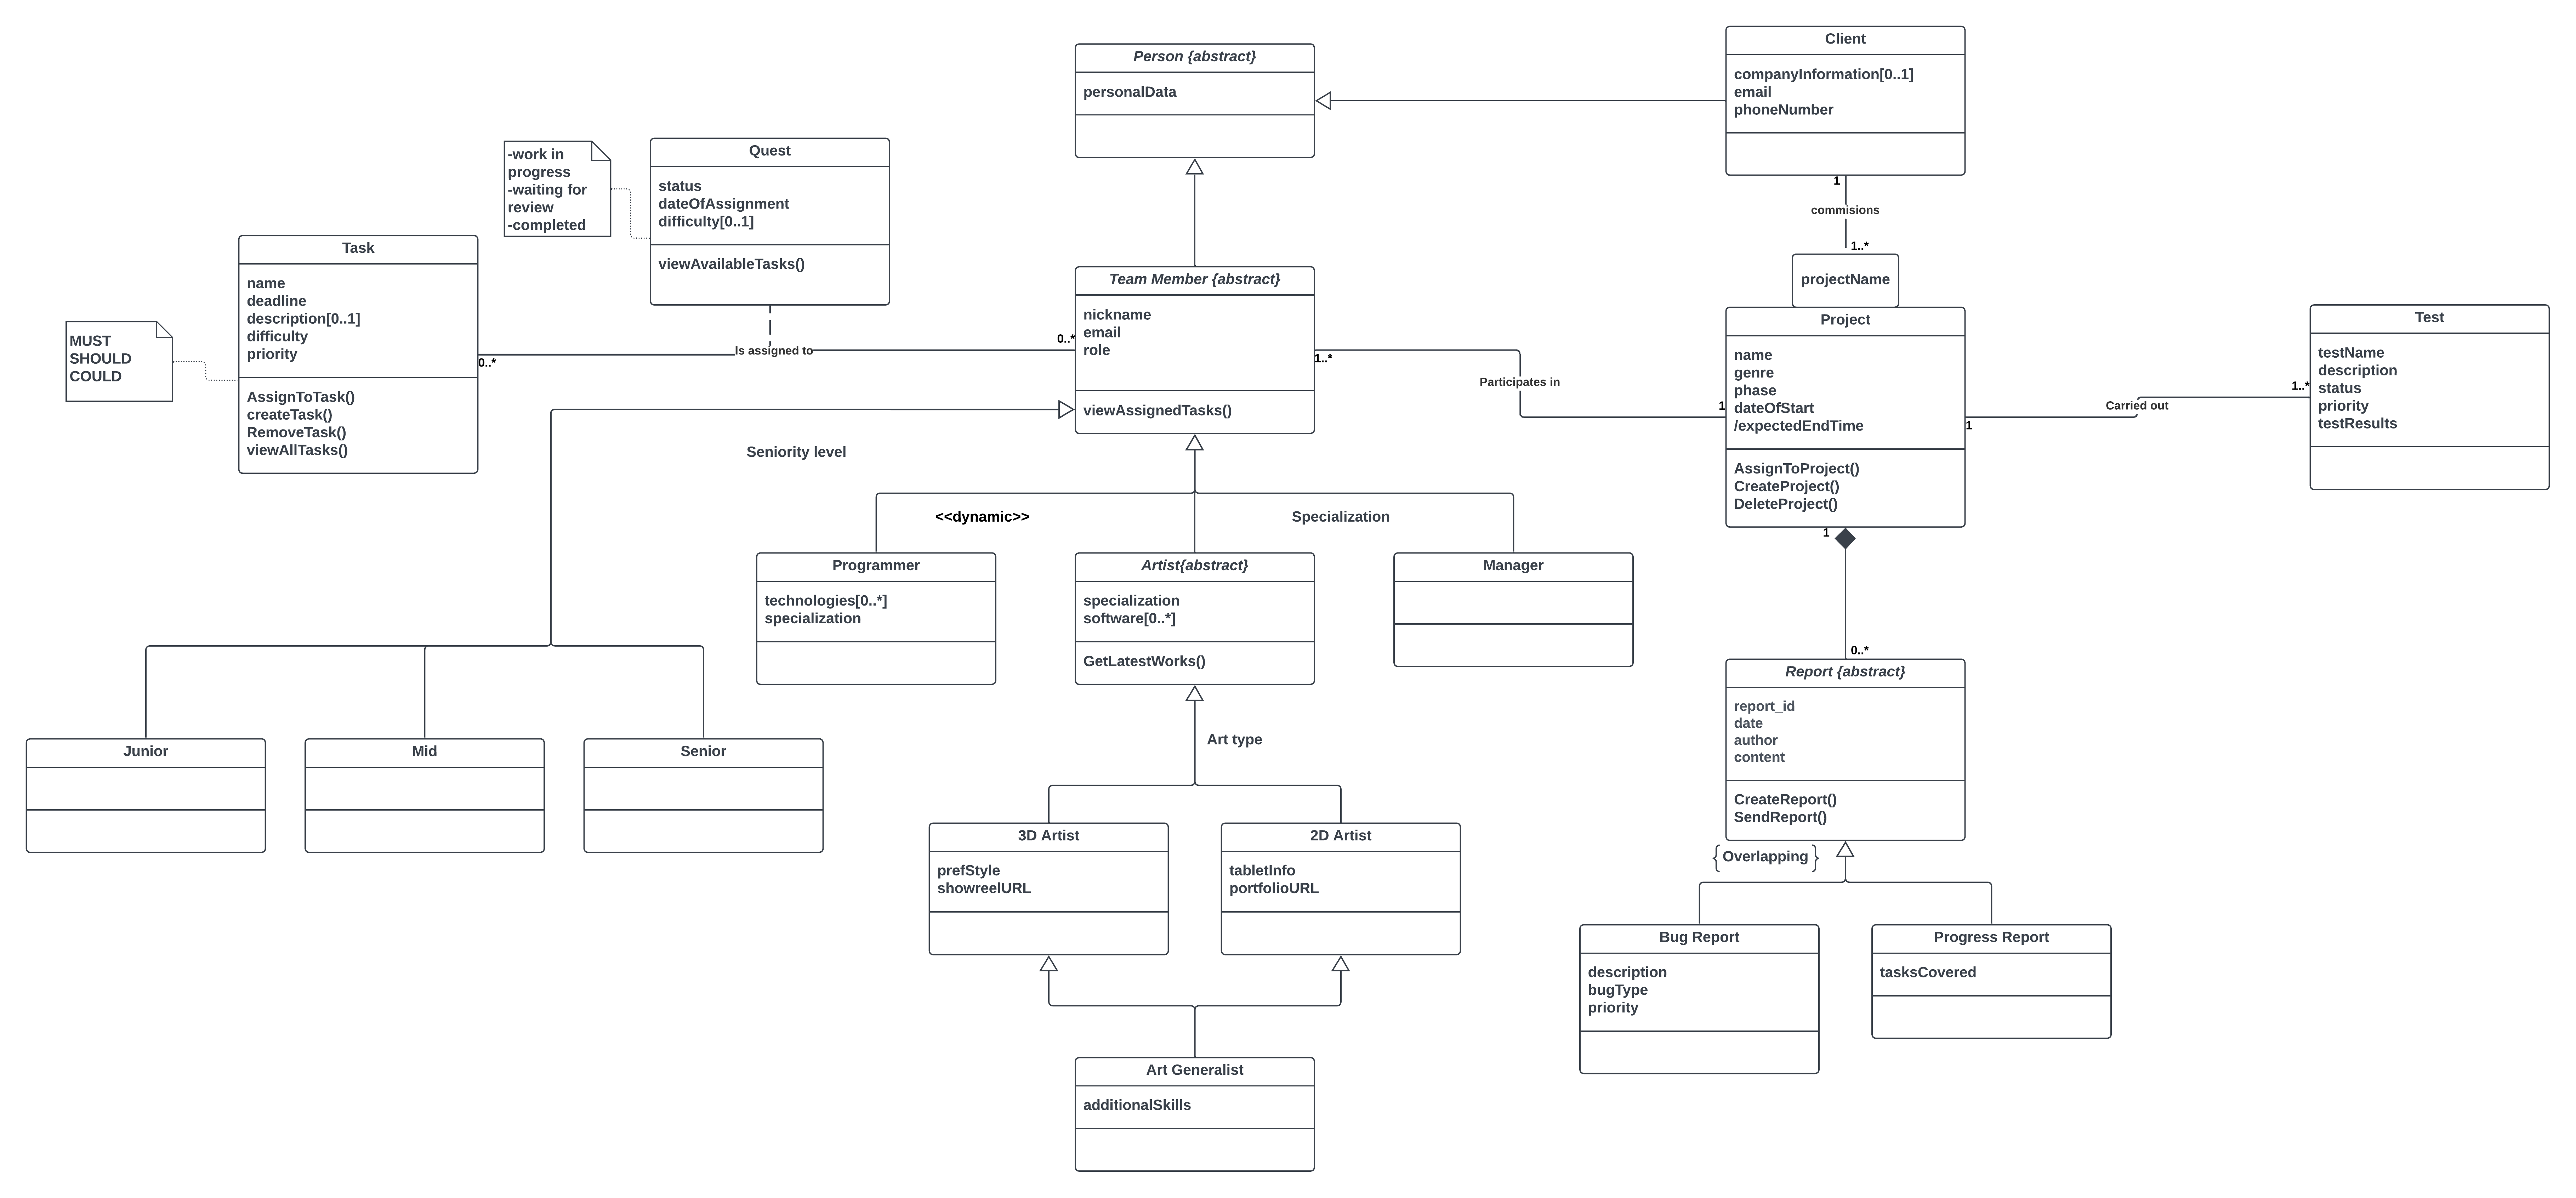 Person {abstract}
personalData
Client
companyInformation[0..1]
email
phoneNumber
1
commisions
1..*
projectName
Quest
status
dateOfAssignment
difficulty[0..1]
viewAvailableTasks()
-work in
progress
-waiting for
review
-completed
Task
name
deadline
description[0..1]
difficulty
priority
AssignToTask()
createTask()
RemoveTask()
viewAllTasks()
MUST
SHOULD
COULD
0..*
Is assigned to
0..*
Team Member {abstract}
nickname
email
role
viewAssignedTasks()
1..*
Participates in
1
Project
name
genre
phase
dateOfStart
/expectedEndTime
AssignToProject()
CreateProject()
DeleteProject()
1
Carried out
1..*
Test
testName
description
status
priority
testResults
Seniority level
<<dynamic>>
Specialization
Programmer
technologies[0..*]
specialization
Artist{abstract}
specialization
software[0..*]
GetLatestWorks()
Manager
1
0..*
Report {abstract}
report_id
date
author
content
CreateReport()
SendReport()
Junior
Mid
Senior
Art type
3D Artist
prefStyle
showreelURL
2D Artist
tabletInfo
portfolioURL
{ Overlapping }
Bug Report
description
bugType
priority
Progress Report
tasksCovered
Art Generalist
additionalSkills